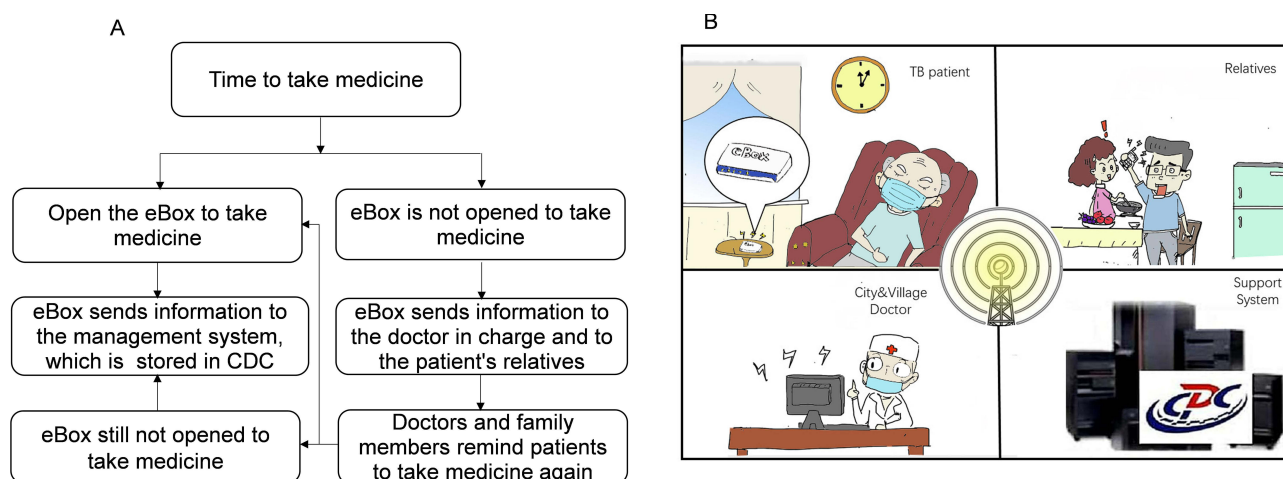 A
Time to take medicine
Open the eBox to take
medicine
eBox is not opened to take
medicine
eBox sends information to
the management system,
which is stored in CDC
eBox sends information to
the doctor in charge and to
the patient's relatives
eBox still not opened to
take medicine
Doctors and family
members remind patients
to take medicine again
B
TB patient
eBox
eBox
Relatives
!
City&Village
Doctor
Support
System
CDC